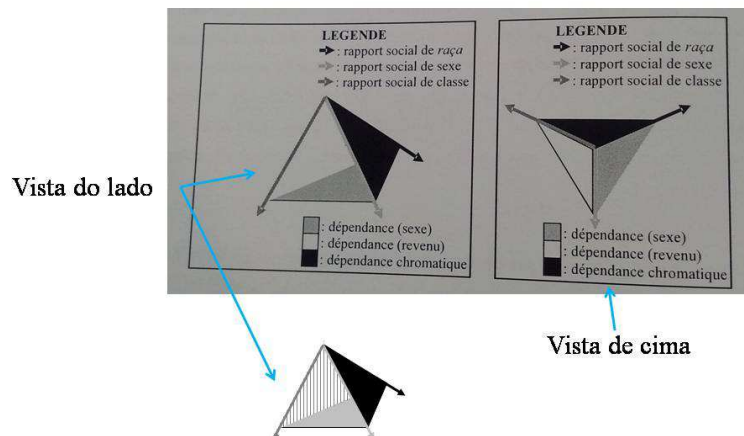 LEGENDE
: rapport social de raça
: rapport social de sexe
: rapport social de classe
: dépendance (sexe)
: dépendance (revenu)
: dépendance chromatique
LEGENDE
: rapport social de raça
: rapport social de sexe
: rapport social de classe
: dépendance (sexe)
: dépendance (revenu)
: dépendance chromatique
Vista do lado
Vista de cima